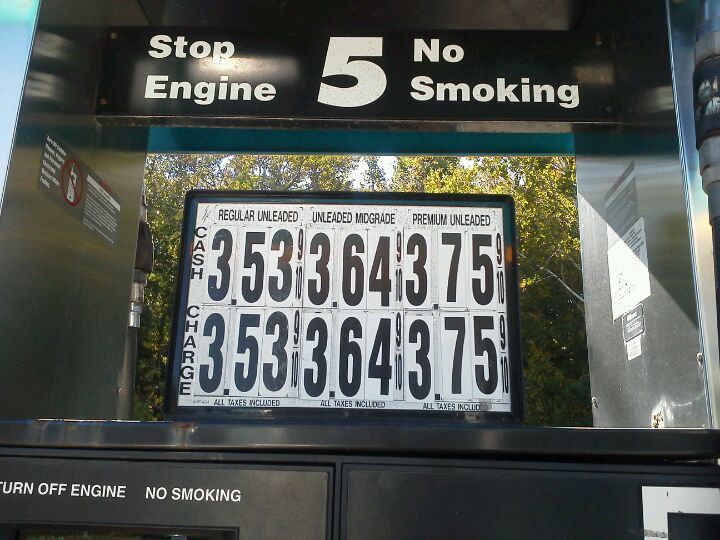 Stop Engine 5 No Smoking
REGULAR UNLEADED UNLEADED MIDGRADE PREMIUM UNLEADED
CASH 3.53 9/10 3.64 9/10 3.75 9/10
CHARGE 3.53 9/10 3.64 9/10 3.75 9/10
ALL TAXES INCLUDED ALL TAXES INCLUDED ALL TAXES INCLUDED
TURN OFF ENGINE NO SMOKING